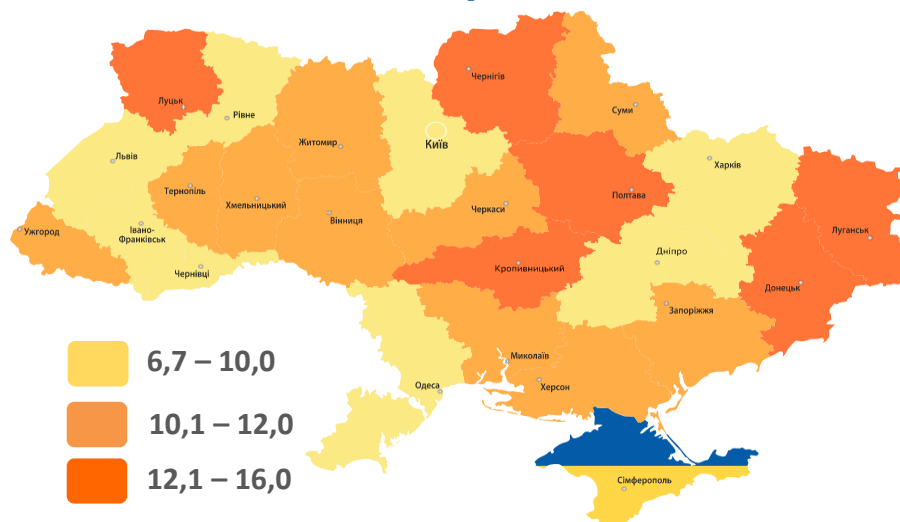 Луцьк
Рівне
Чернігів
Суми
Київ
Житомир
Львів
Харків
Тернопіль
Хмельницький
Вінниця
Черкаси
Полтава
Ужгород
Івано-
Франківськ
Чернівці
Кропивницький
Дніпро
Луганськ
Донецьк
Запоріжжя
Миколаїв
Херсон
Одеса
Сімферополь
6,7 – 10,0
10,1 – 12,0
12,1 – 16,0